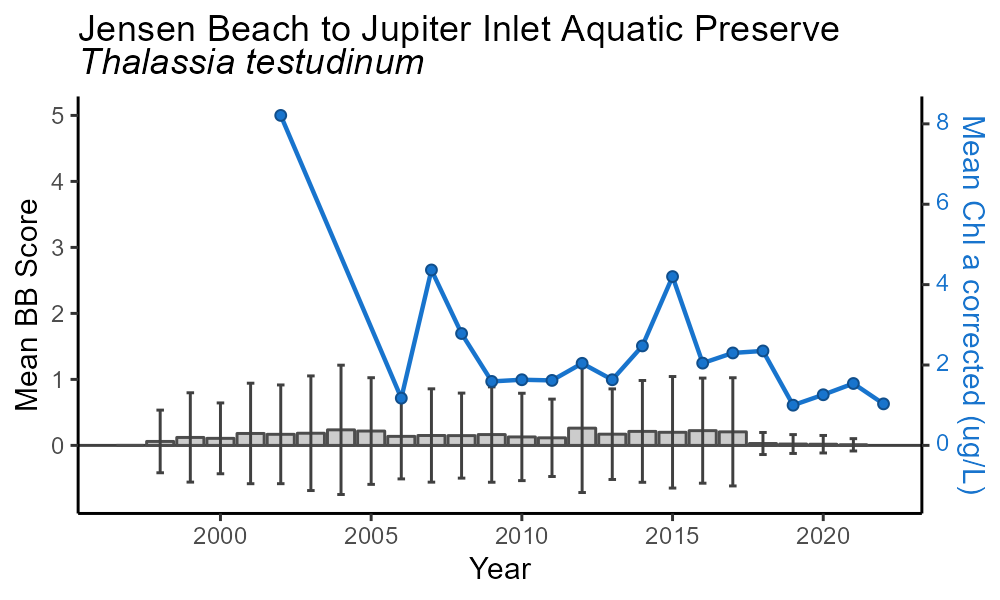 Jensen Beach to Jupiter Inlet Aquatic Preserve
Thalassia testudinum
Mean BB Score
5
4
3
2
1
0
8
6
4
2
0
Mean Chl a corrected (ug/L)
2000 2005 2010 2015 2020
Year